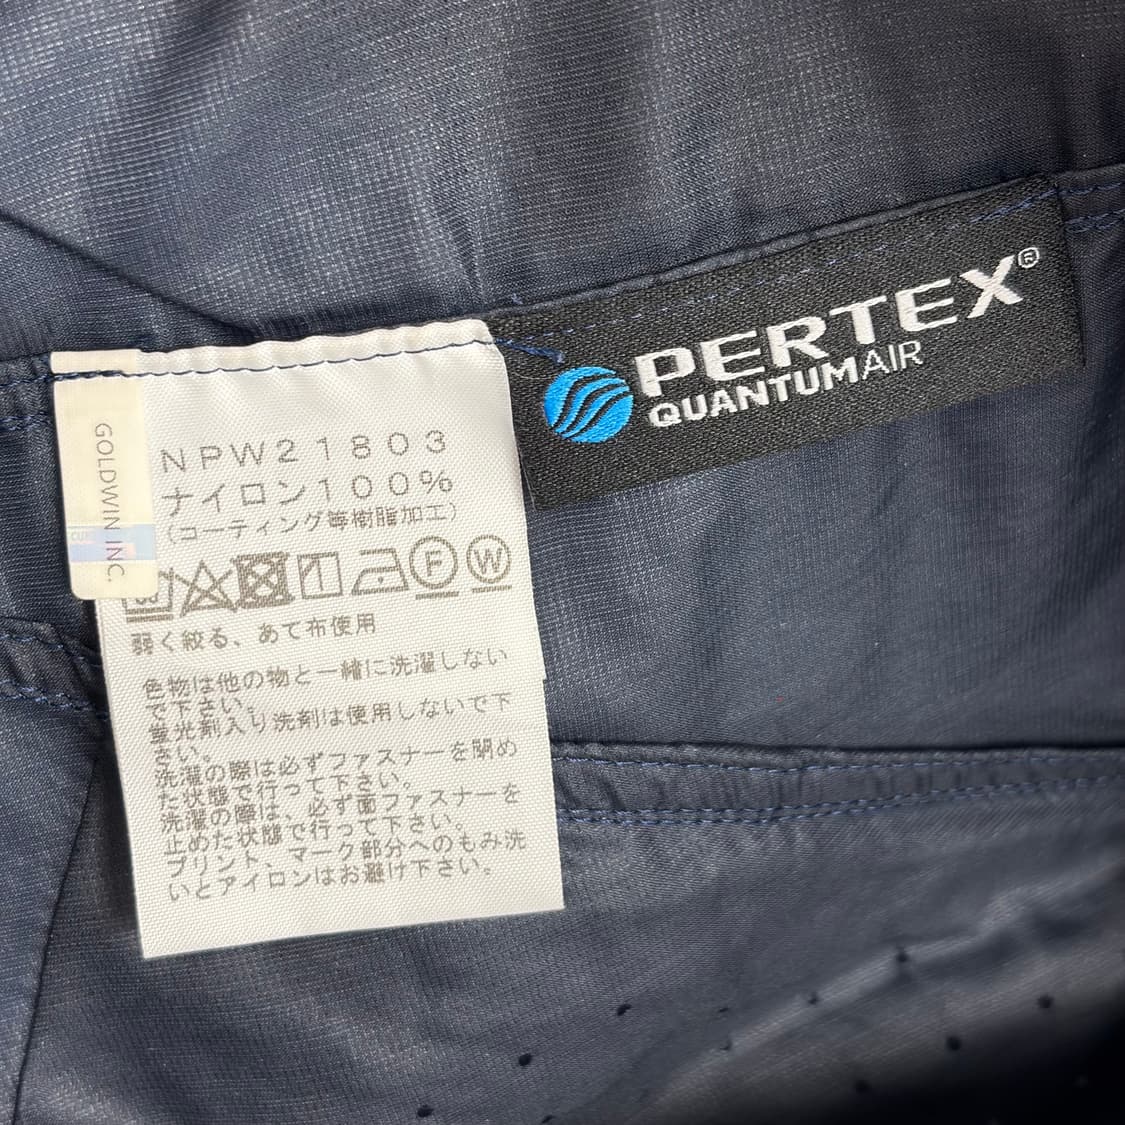 PERTEX®
QUANTUMAIR
GOLDWIN INC.
NPW21803
ナイロン100%
(コーティング等樹脂加工)
F W
弱く絞る、あて布使用
色物は他の物と一緒に洗濯しない
で下さい。
蛍光剤入り洗剤は使用しないで下
さい。
洗濯の際は必ずファスナーを閉め
た状態で行って下さい。
洗濯の際は、必ず面ファスナーを
止めた状態で行って下さい。
プリント、マーク部分へのもみ洗
いとアイロンはお避け下さい。